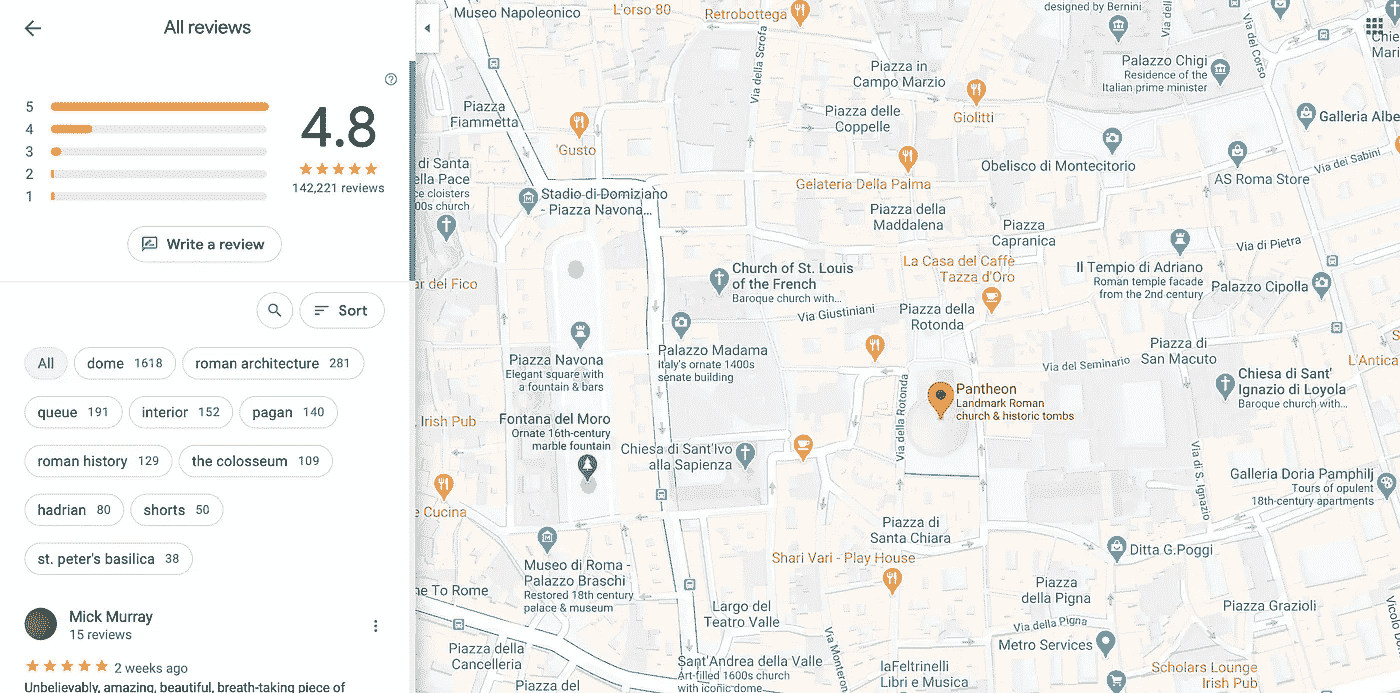 All reviews
5
4
3
2
1
4.8
142,221 reviews
Write a review
Sort
All
dome 1618
roman architecture 281
queue 191
interior 152
pagan 140
roman history 129
the colosseum 109
hadrian 80
shorts 50
st. peter's basilica 38
Mick Murray
15 reviews
2 weeks ago
Unbelievably, amazing, beautiful, breath-taking piece of
Museo Napoleonico
L'orso 80
Retrobottega
designed by Bernini
Via della Scrofa
Via del Corso
Piazza in
Campo Marzio
Palazzo Chigi
Residence of the
Italian prime minister
Piazza
Fiammetta
'Gusto
Piazza delle
Coppelle
Giolitti
Galleria Albe
Obelisco di Montecitorio
Via dei Sabini
AS Roma Store
di Santa
ella Pace
ce cloisters
00s church
Stadio di Domiziano
- Piazza Navona...
Gelateria Della Palma
Piazza della
Maddalena
Piazza
Capranica
Via di Pietra
ar del Fico
Church of St. Louis
of the French
Baroque church with...
La Casa del Caffè
Tazza d'Oro
Il Tempio di Adriano
Roman temple facade
from the 2nd century
Palazzo Cipolla
Via Giustiniani
Piazza della
Rotonda
Piazza Navona
Elegant square with
a fountain & bars
Palazzo Madama
Italy's ornate 1400s
senate building
Piazza di
San Macuto
Via del Seminario
L'Antica
Pantheon
Landmark Roman
church & historic tombs
Chiesa di Sant'
Ignazio di Loyola
Baroque church with...
Via della Rotonda
Irish Pub
Fontana del Moro
Ornate 16th-century
marble fountain
Chiesa di Sant'Ivo
alla Sapienza
Via di S. Ignazio
Galleria Doria Pamphilj
Tours of opulent
18th-century apartments
e Cucina
Piazza di
Santa Chiara
Ditta G.Poggi
Museo di Roma -
Palazzo Braschi
Restored 18th century
palace & museum
Shari Vari - Play House
ne To Rome
Piazza
della Pigna
Largo del
Teatro Valle
Piazza Grazioli
Via della Pigna
Piazza della
Cancelleria
Via Monteron
Metro Services
Vicolo Do
Sant'Andrea della Valle
Art-filled 1600s church
with iconic dome
laFeltrinelli
Libri e Musica
Scholars Lounge
Irish Pub
Piazza del